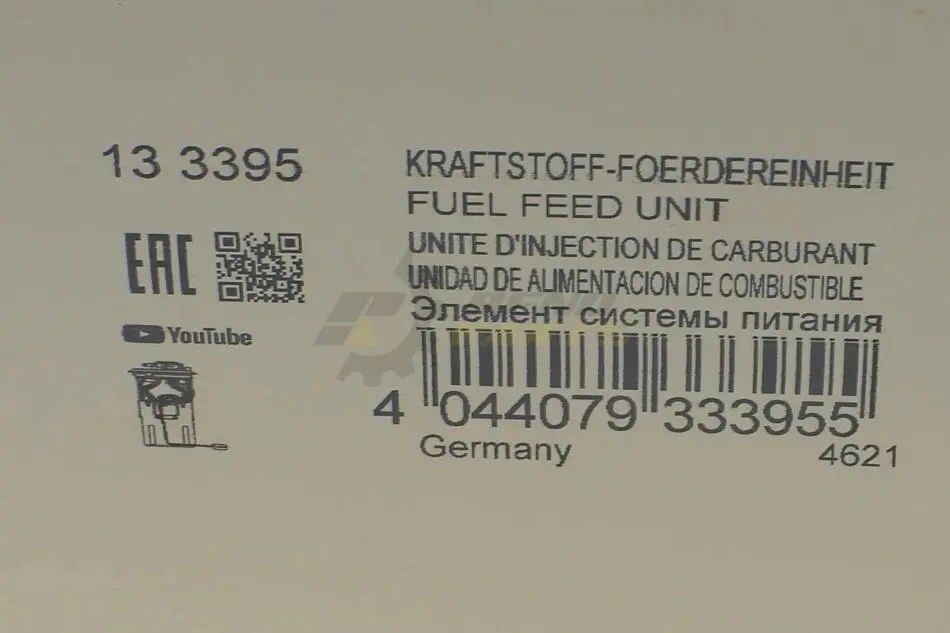 13 3395
KRAFTSTOFF-FOERDEREINHEIT
FUEL FEED UNIT
UNITE D'INJECTION DE CARBURANT
UNIDAD DE ALIMENTACION DE COMBUSTIBLE
Элемент системы питания
EAC
YouTube
4 044079 333955
Germany
4621